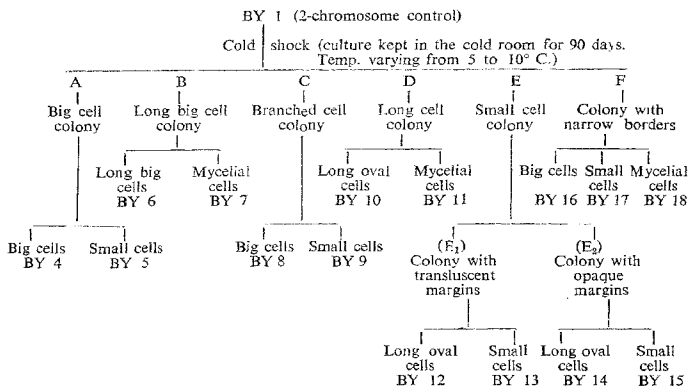 BY 1 (2-chromosome control)
Cold shock (culture kept in the cold room for 90 days.
Temp. varying from 5 to 10° C.)
A B C D E F
Big cell colony
Long big cell colony
Branched cell colony
Long cell colony
Small cell colony
Colony with narrow borders
Long big cells BY 6
Mycelial cells BY 7
Long oval cells BY 10
Mycelial cells BY 11
Big cells BY 16
Small cells BY 17
Mycelial cells BY 18
Big cells BY 4
Small cells BY 5
Big cells BY 8
Small cells BY 9
(E₁) Colony with transluscent margins
(E₂) Colony with opaque margins
Long oval cells BY 12
Small cells BY 13
Long oval cells BY 14
Small cells BY 15